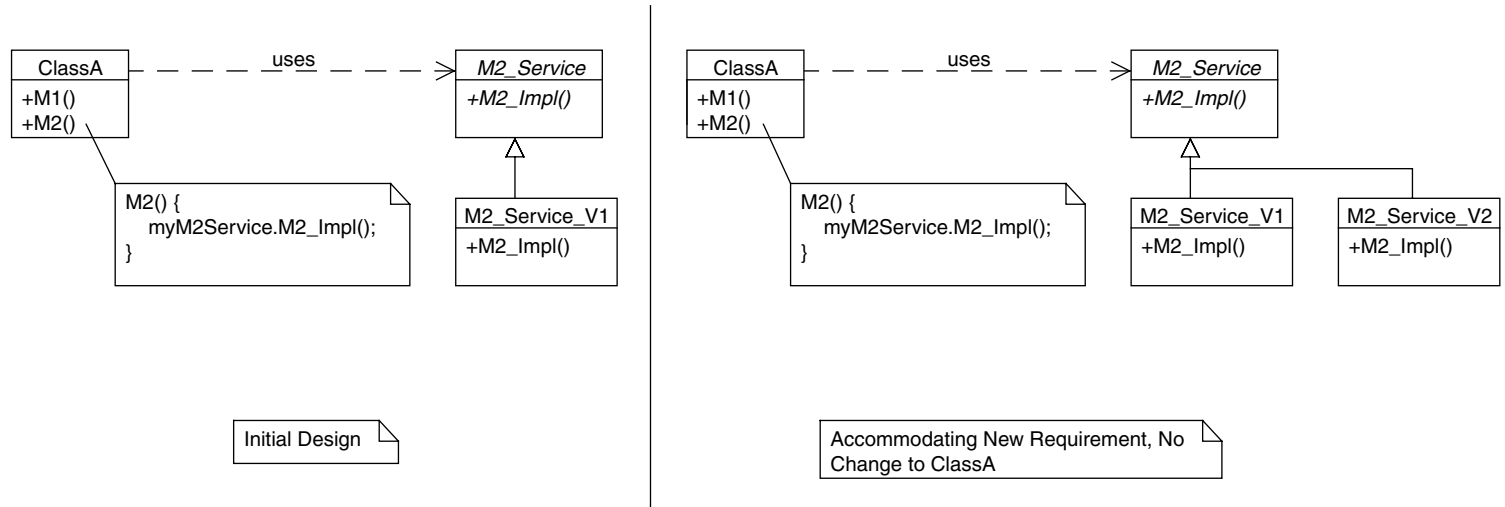 ClassA
+M1()
+M2()
uses
M2_Service
+M2_Impl()
M2() {
myM2Service.M2_Impl();
}
M2_Service_V1
+M2_Impl()
Initial Design
ClassA
+M1()
+M2()
uses
M2_Service
+M2_Impl()
M2() {
myM2Service.M2_Impl();
}
M2_Service_V1
+M2_Impl()
M2_Service_V2
+M2_Impl()
Accommodating New Requirement, No
Change to ClassA